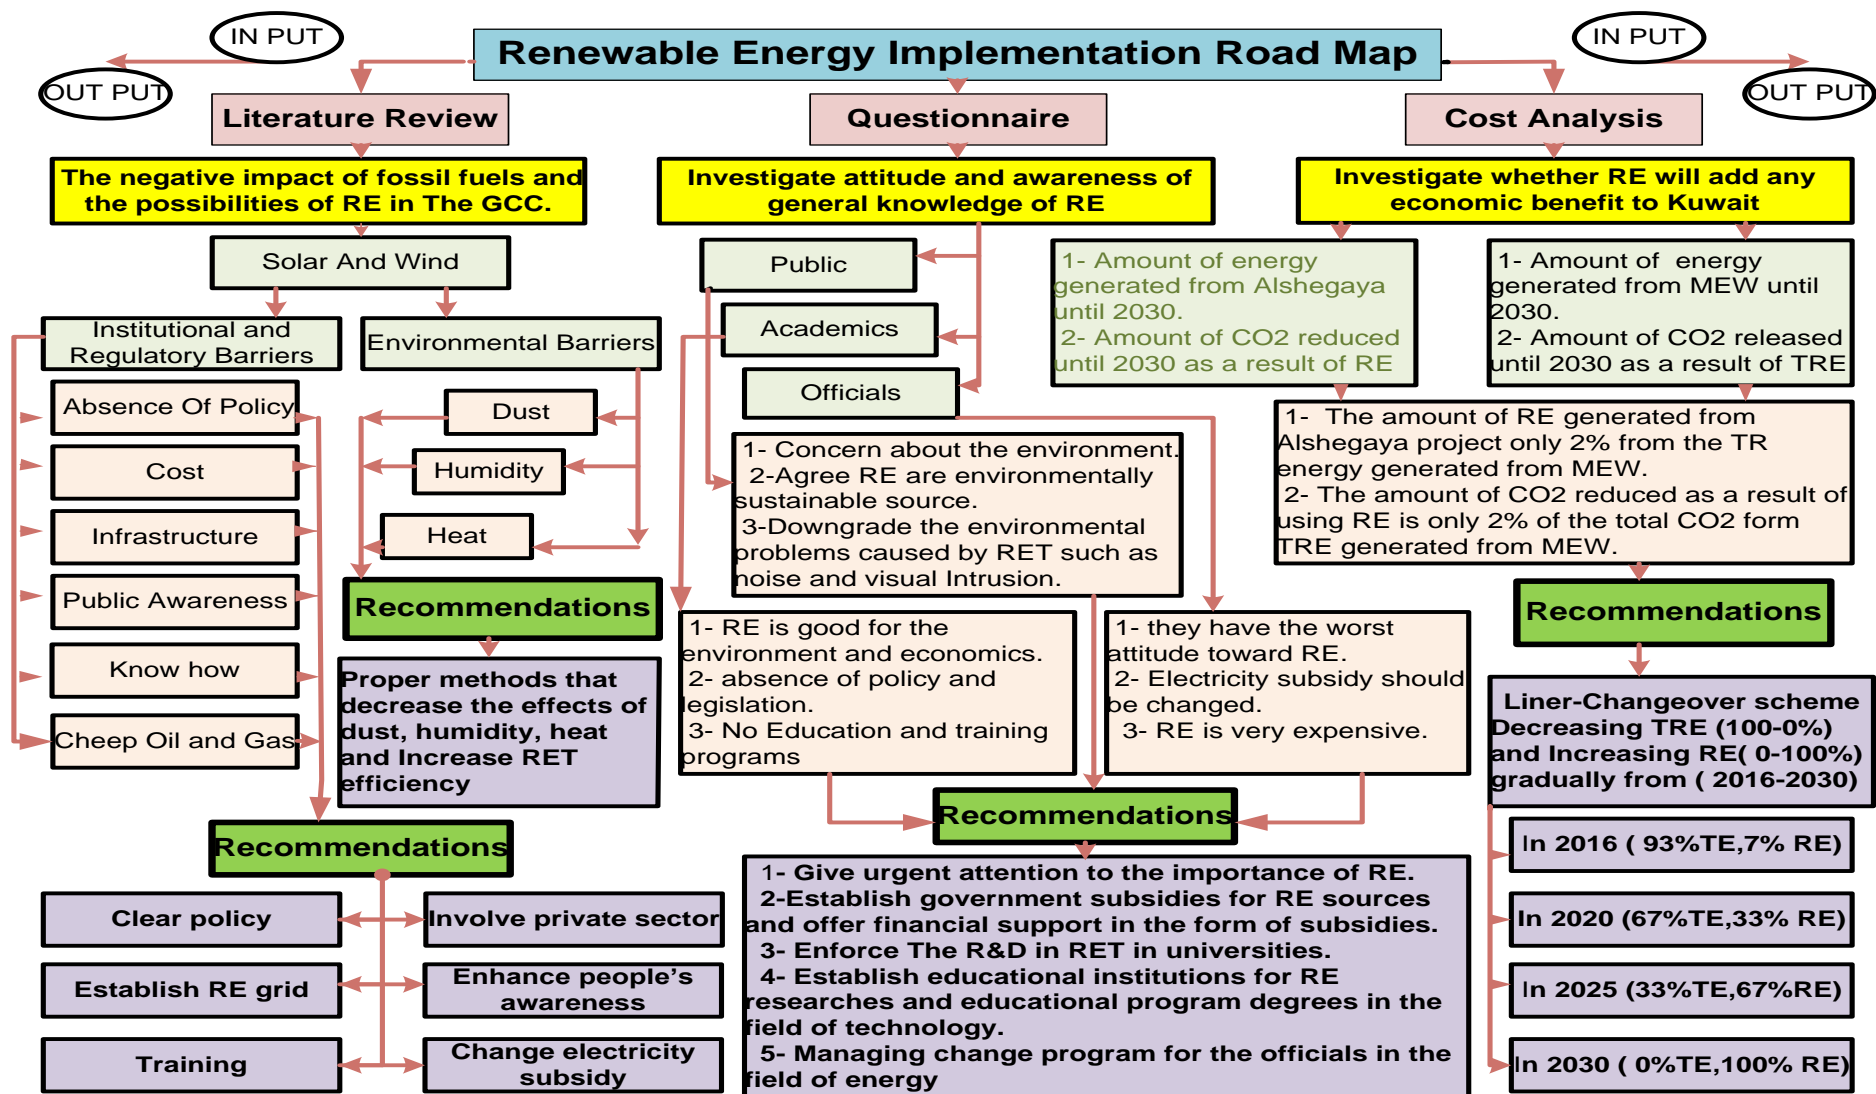 IN PUT
OUT PUT
Renewable Energy Implementation Road Map
IN PUT
OUT PUT
Literature Review
The negative impact of fossil fuels and
the possibilities of RE in The GCC.
Solar And Wind
Institutional and
Regulatory Barriers
Environmental Barriers
Absence Of Policy
Cost
Infrastructure
Public Awareness
Know how
Cheep Oil and Gas
Dust
Humidity
Heat
Recommendations
Proper methods that
decrease the effects of
dust, humidity, heat
and Increase RET
efficiency
Recommendations
Clear policy
Involve private sector
Establish RE grid
Enhance people’s
awareness
Training
Change electricity
subsidy
Questionnaire
Investigate attitude and awareness of
general knowledge of RE
Public
Academics
Officials
1- Concern about the environment.
2-Agree RE are environmentally
sustainable source.
3-Downgrade the environmental
problems caused by RET such as
noise and visual Intrusion.
1- RE is good for the
environment and economics.
2- absence of policy and
legislation.
3- No Education and training
programs
1- they have the worst
attitude toward RE.
2- Electricity subsidy should
be changed.
3- RE is very expensive.
Recommendations
1- Give urgent attention to the importance of RE.
2-Establish government subsidies for RE sources
and offer financial support in the form of subsidies.
3- Enforce The R&D in RET in universities.
4- Establish educational institutions for RE
researches and educational program degrees in the
field of technology.
5- Managing change program for the officials in the
field of energy
Cost Analysis
Investigate whether RE will add any
economic benefit to Kuwait
1- Amount of energy
generated from Alshegaya
until 2030.
2- Amount of CO2 reduced
until 2030 as a result of RE
1- Amount of energy
generated from MEW until
2030.
2- Amount of CO2 released
until 2030 as a result of TRE
1- The amount of RE generated from
Alshegaya project only 2% from the TR
energy generated from MEW.
2- The amount of CO2 reduced as a result of
using RE is only 2% of the total CO2 form
TRE generated from MEW.
Recommendations
Liner-Changeover scheme
Decreasing TRE (100-0%)
and Increasing RE( 0-100%)
gradually from ( 2016-2030)
In 2016 ( 93%TE,7% RE)
In 2020 (67%TE,33% RE)
In 2025 (33%TE,67%RE)
In 2030 ( 0%TE,100% RE)